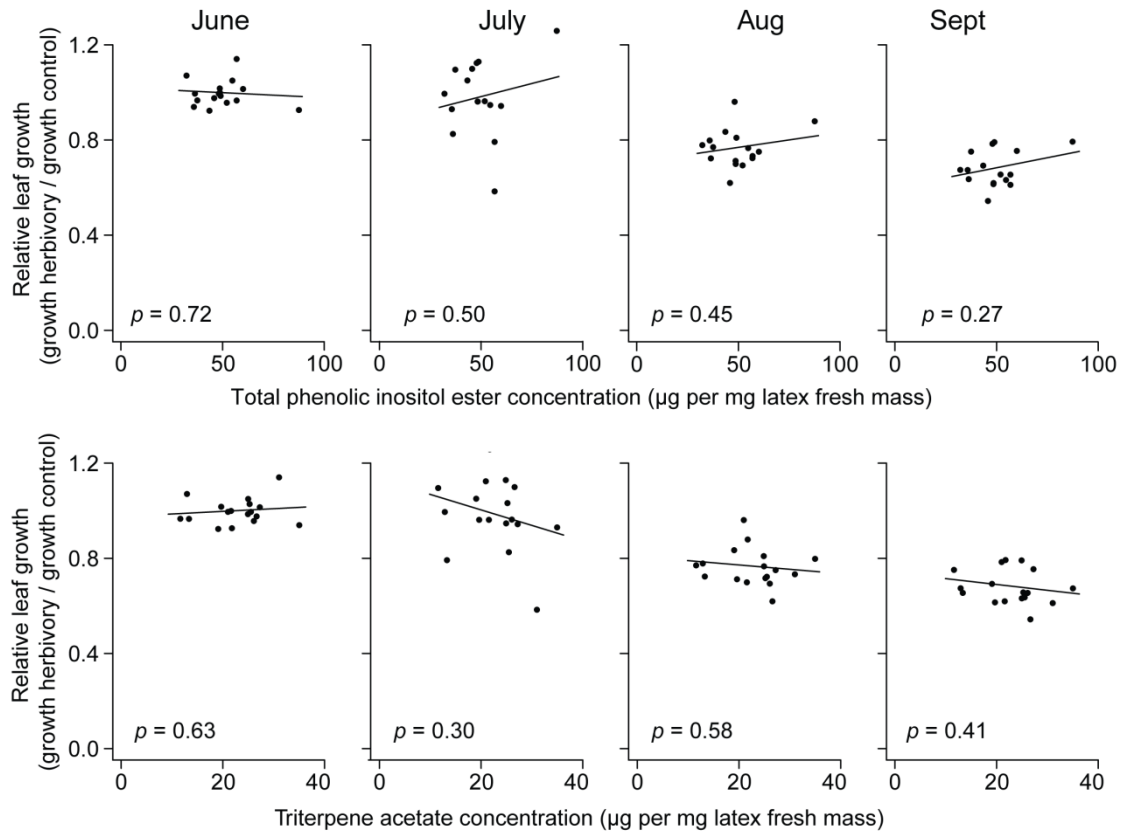 June July Aug Sept
Relative leaf growth
(growth herbivory / growth control)
1.2
0.8
0.4
0.0
p = 0.72 p = 0.50 p = 0.45 p = 0.27
0 50 100 0 50 100 0 50 100 0 50 100
Total phenolic inositol ester concentration (µg per mg latex fresh mass)
Relative leaf growth
(growth herbivory / growth control)
1.2
0.8
0.4
0.0
p = 0.63 p = 0.30 p = 0.58 p = 0.41
0 20 40 0 20 40 0 20 40 0 20 40
Triterpene acetate concentration (µg per mg latex fresh mass)